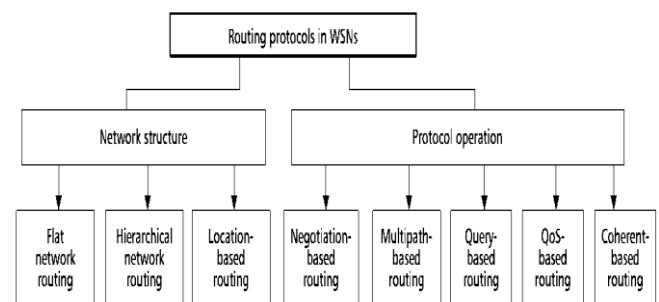 Routing protocols in WSNs
Network structure
Protocol operation
Flat
network
routing
Hierarchical
network
routing
Location-
based
routing
Negotiation-
based
routing
Multipath-
based
routing
Query-
based
routing
QoS-
based
routing
Coherent-
based
routing